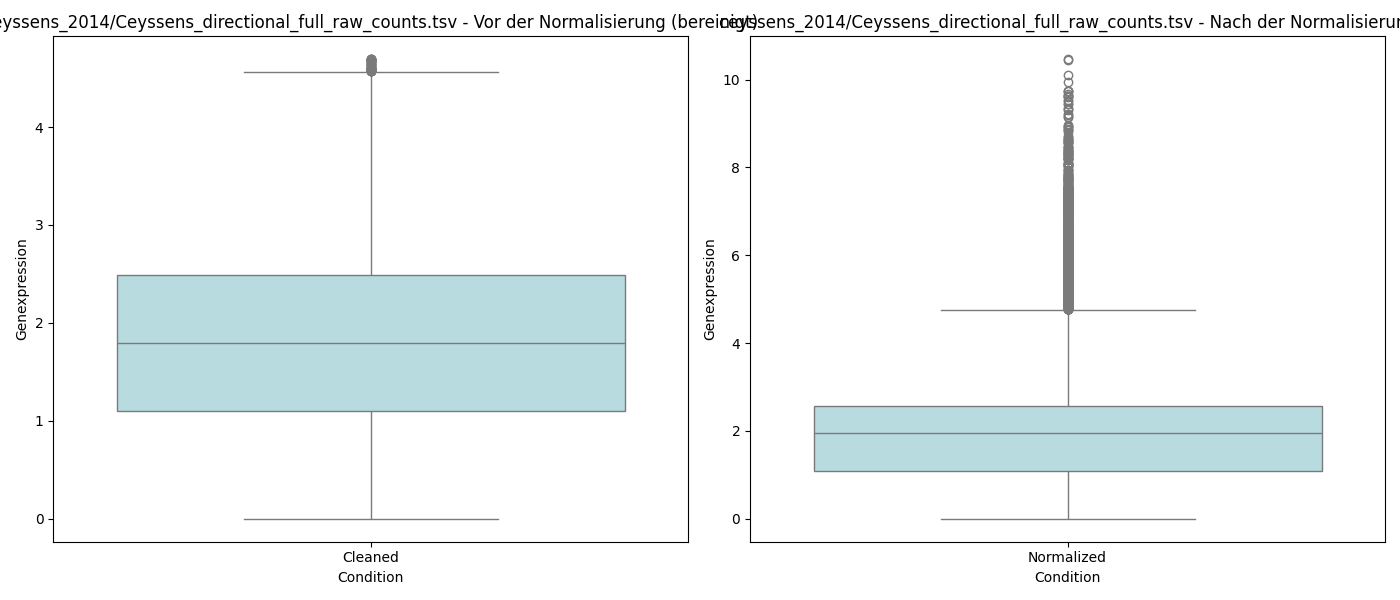 eyssens_2014/Ceyssens_directional_full_raw_counts.tsv - Vor der Normalisierung (bereinigt)
ceyssens_2014/Ceyssens_directional_full_raw_counts.tsv - Nach der Normalisierun
Genexpression
4
3
2
1
0
Cleaned
Condition
Genexpression
10
8
6
4
2
0
Normalized
Condition